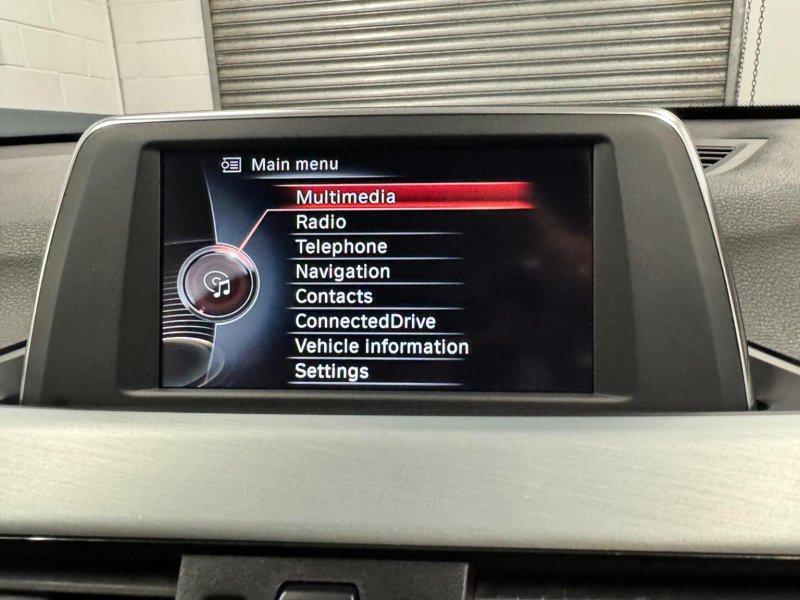 Main menu
Multimedia
Radio
Telephone
Navigation
Contacts
ConnectedDrive
Vehicle information
Settings